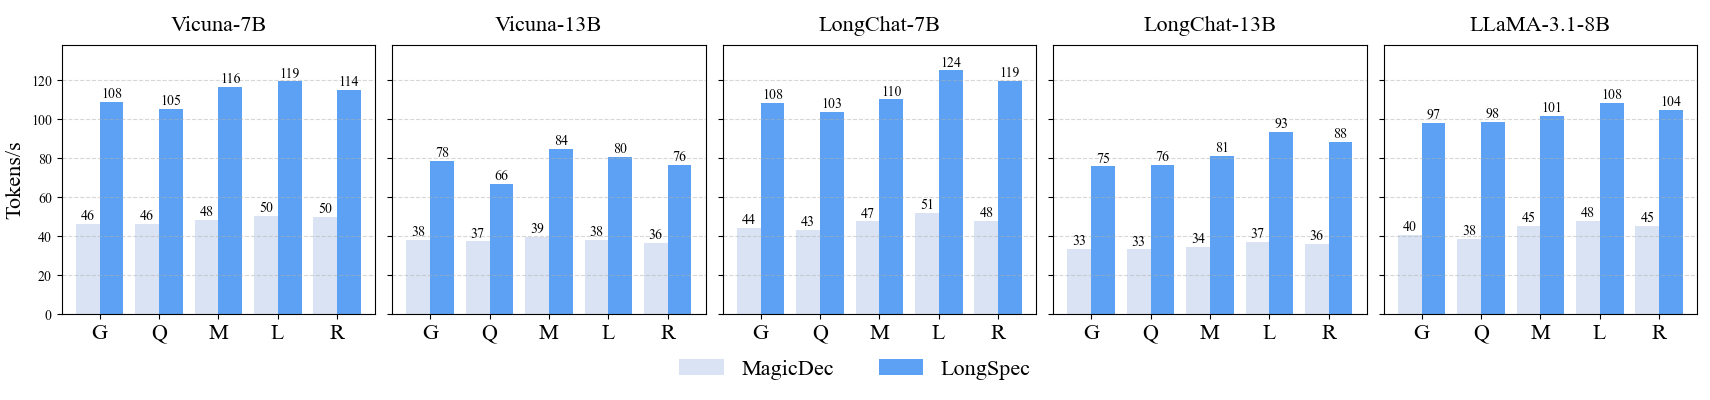 Vicuna-7B
Vicuna-13B
LongChat-7B
LongChat-13B
LLaMA-3.1-8B
Tokens/s
120
100
80
60
40
20
0
46 108 46 105 48 116 50 119 50 114
38 78 37 66 39 84 38 80 36 76
44 108 43 103 47 110 51 124 48 119
33 75 33 76 34 81 37 93 36 88
40 97 38 98 45 101 48 108 45 104
G Q M L R
G Q M L R
G Q M L R
G Q M L R
G Q M L R
MagicDec
LongSpec